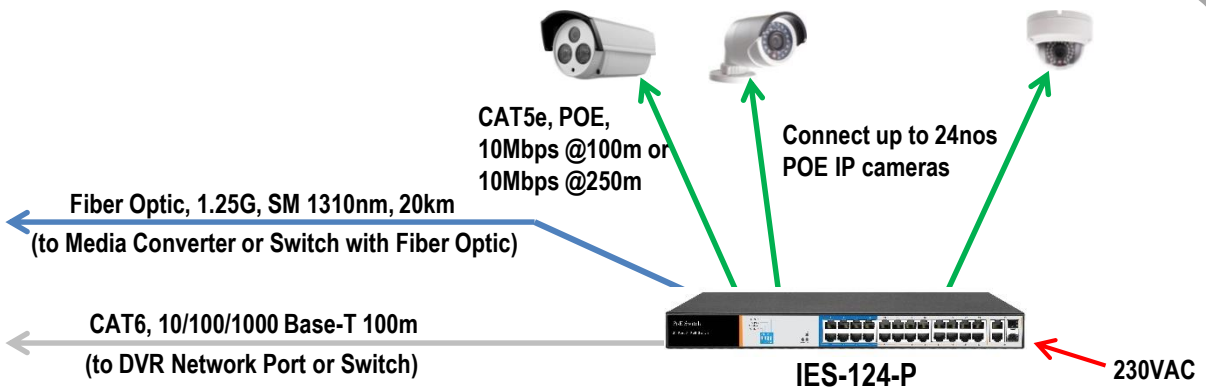 CAT5e, POE,
10Mbps @100m or
10Mbps @250m
Connect up to 24nos
POE IP cameras
Fiber Optic, 1.25G, SM 1310nm, 20km
(to Media Converter or Switch with Fiber Optic)
CAT6, 10/100/1000 Base-T 100m
(to DVR Network Port or Switch)
PoE Switch
IES-124-P
230VAC